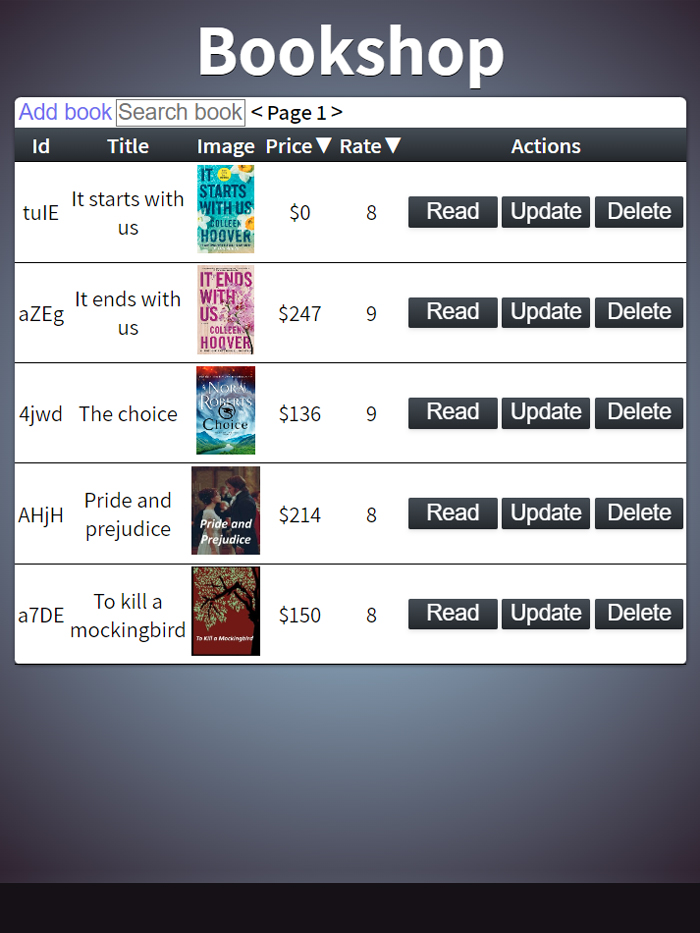 Bookshop
Add book Search book < Page 1 >
Id Title Image Price▼ Rate▼ Actions
tuIE It starts with us $0 8 Read Update Delete
IT
STARTS
WITH US
COLLEEN
HOOVER
aZEg It ends with us $247 9 Read Update Delete
IT ENDS
WITH
US
COLLEEN
HOOVER
4jwd The choice $136 9 Read Update Delete
NORA
ROBERTS
Choice
AHjH Pride and prejudice $214 8 Read Update Delete
Pride and
Prejudice
a7DE To kill a mockingbird $150 8 Read Update Delete
To Kill a Mockingbird